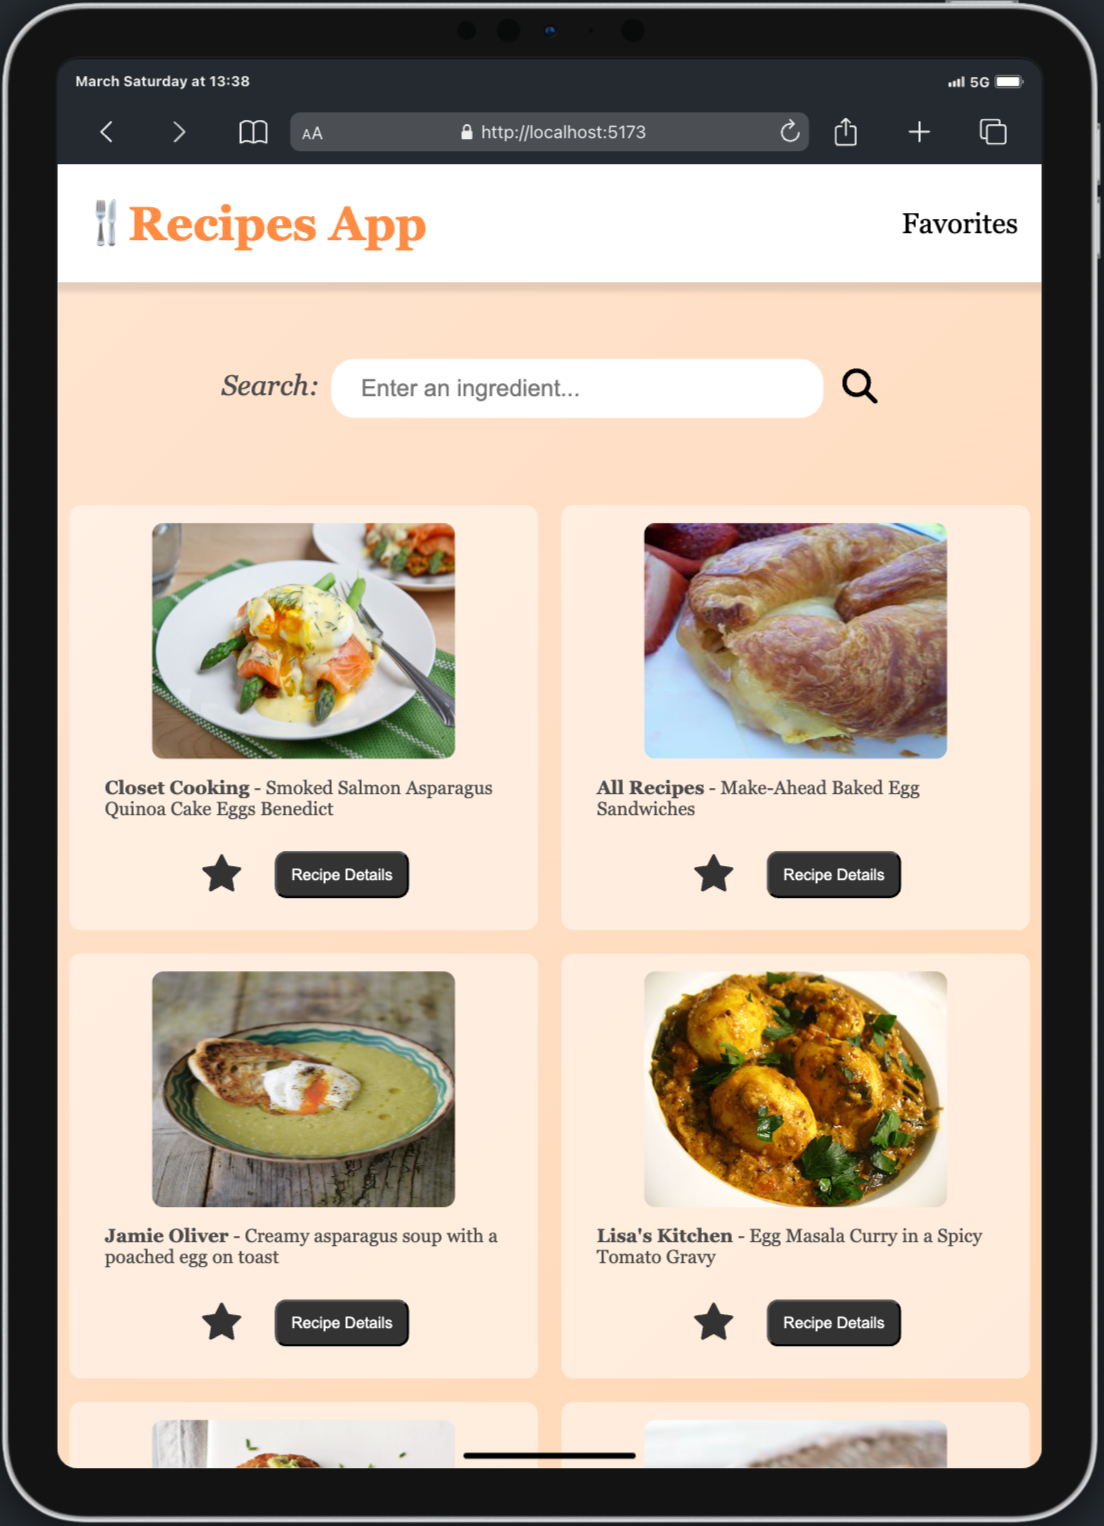 March Saturday at 13:38
5G
AA
http://localhost:5173
Recipes App
Favorites
Search:
Enter an ingredient...
Closet Cooking - Smoked Salmon Asparagus
Quinoa Cake Eggs Benedict
Recipe Details
All Recipes - Make-Ahead Baked Egg
Sandwiches
Recipe Details
Jamie Oliver - Creamy asparagus soup with a
poached egg on toast
Recipe Details
Lisa's Kitchen - Egg Masala Curry in a Spicy
Tomato Gravy
Recipe Details